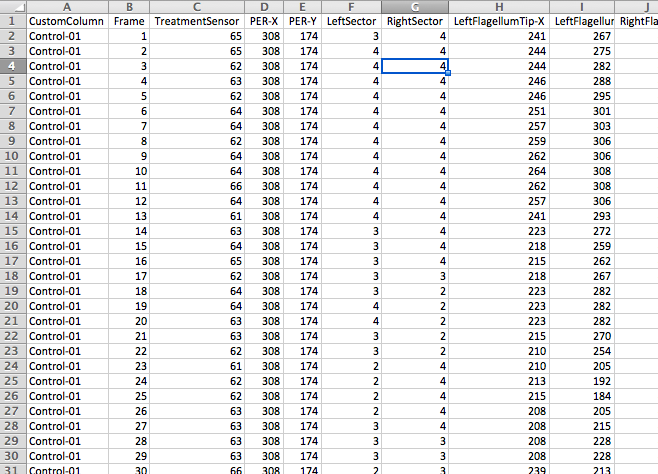 A B C D E F G H I J
1 CustomColumn Frame TreatmentSensor PER-X PER-Y LeftSector RightSector LeftFlagellumTip-X LeftFlagellur RightFla
2 Control-01 1 65 308 174 3 4 241 267
3 Control-01 2 65 308 174 4 4 244 275
4 Control-01 3 62 308 174 4 4 244 282
5 Control-01 4 63 308 174 4 4 246 288
6 Control-01 5 62 308 174 4 4 246 295
7 Control-01 6 64 308 174 4 4 251 301
8 Control-01 7 64 308 174 4 4 257 303
9 Control-01 8 62 308 174 4 4 259 306
10 Control-01 9 64 308 174 4 4 262 306
11 Control-01 10 64 308 174 4 4 264 308
12 Control-01 11 66 308 174 4 4 262 308
13 Control-01 12 64 308 174 4 4 257 306
14 Control-01 13 61 308 174 4 4 241 293
15 Control-01 14 63 308 174 3 4 223 272
16 Control-01 15 64 308 174 3 4 218 259
17 Control-01 16 65 308 174 3 4 215 262
18 Control-01 17 62 308 174 3 3 218 267
19 Control-01 18 64 308 174 3 2 223 282
20 Control-01 19 64 308 174 4 2 223 282
21 Control-01 20 63 308 174 4 2 223 282
22 Control-01 21 63 308 174 3 2 215 270
23 Control-01 22 62 308 174 3 2 210 254
24 Control-01 23 61 308 174 2 4 210 205
25 Control-01 24 62 308 174 2 4 213 192
26 Control-01 25 62 308 174 2 4 215 184
27 Control-01 26 63 308 174 2 4 208 205
28 Control-01 27 63 308 174 3 4 208 215
29 Control-01 28 63 308 174 3 3 208 228
30 Control-01 29 63 308 174 3 3 208 228
31 Control-01 30 66 308 174 2 3 239 213